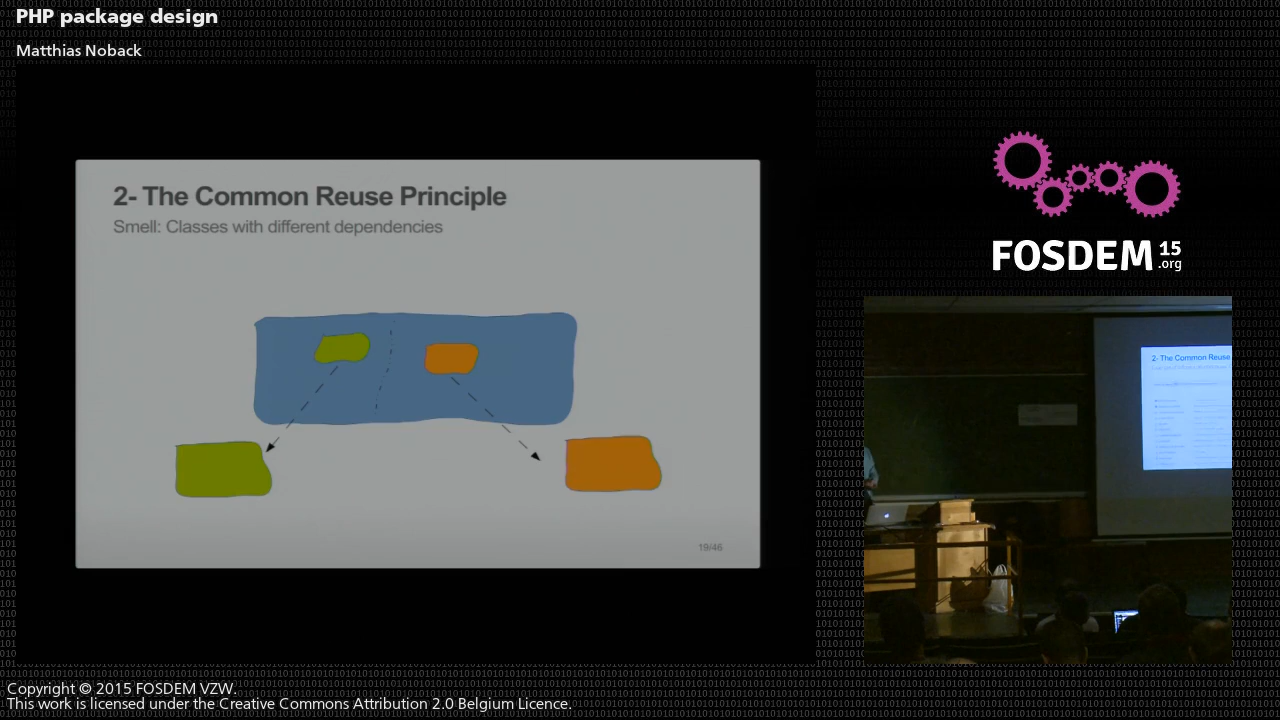 PHP package design
Matthias Noback
2- The Common Reuse Principle
Smell: Classes with different dependencies
19/46
FOSDEM 15
.org
2- The Common Reuse
Copyright © 2015 FOSDEM VZW.
This work is licensed under the Creative Commons Attribution 2.0 Belgium Licence.